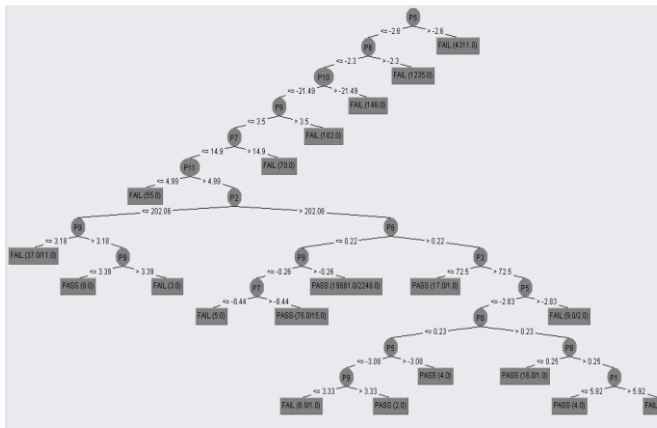 P5
<= -2.6 > -2.6
P6 FAIL (4311.0)
<= -2.3 > -2.3
P10 FAIL (1235.0)
<= -21.49 > -21.49
P9 FAIL (146.0)
<= 3.5 > 3.5
P7 FAIL (102.0)
<= 14.9 > 14.9
P11 FAIL (70.0)
<= 4.99 > 4.99
FAIL (55.0) P2
<= 202.06 > 202.06
P9 P8
<= 3.18 > 3.18 <= 0.22 > 0.22
FAIL (37.0/11.0) P9 P8 P3
<= 3.39 > 3.39 <= -0.26 > -0.26 <= 72.5 > 72.5
PASS (9.0) FAIL (3.0) P7 PASS (19881.0/2246.0) PASS (17.0/1.0) P5
<= -8.44 > -8.44 <= -2.83 > -2.83
FAIL (5.0) PASS (76.0/15.0) P8 FAIL (9.0/2.0)
<= 0.23 > 0.23
P5 P8
<= -3.08 > -3.08 <= 0.25 > 0.25
P9 PASS (4.0) PASS (16.0/1.0) P1
<= 3.33 > 3.33 <= 5.92 > 5.92
FAIL (6.0/1.0) PASS (2.0) PASS (4.0) FAIL